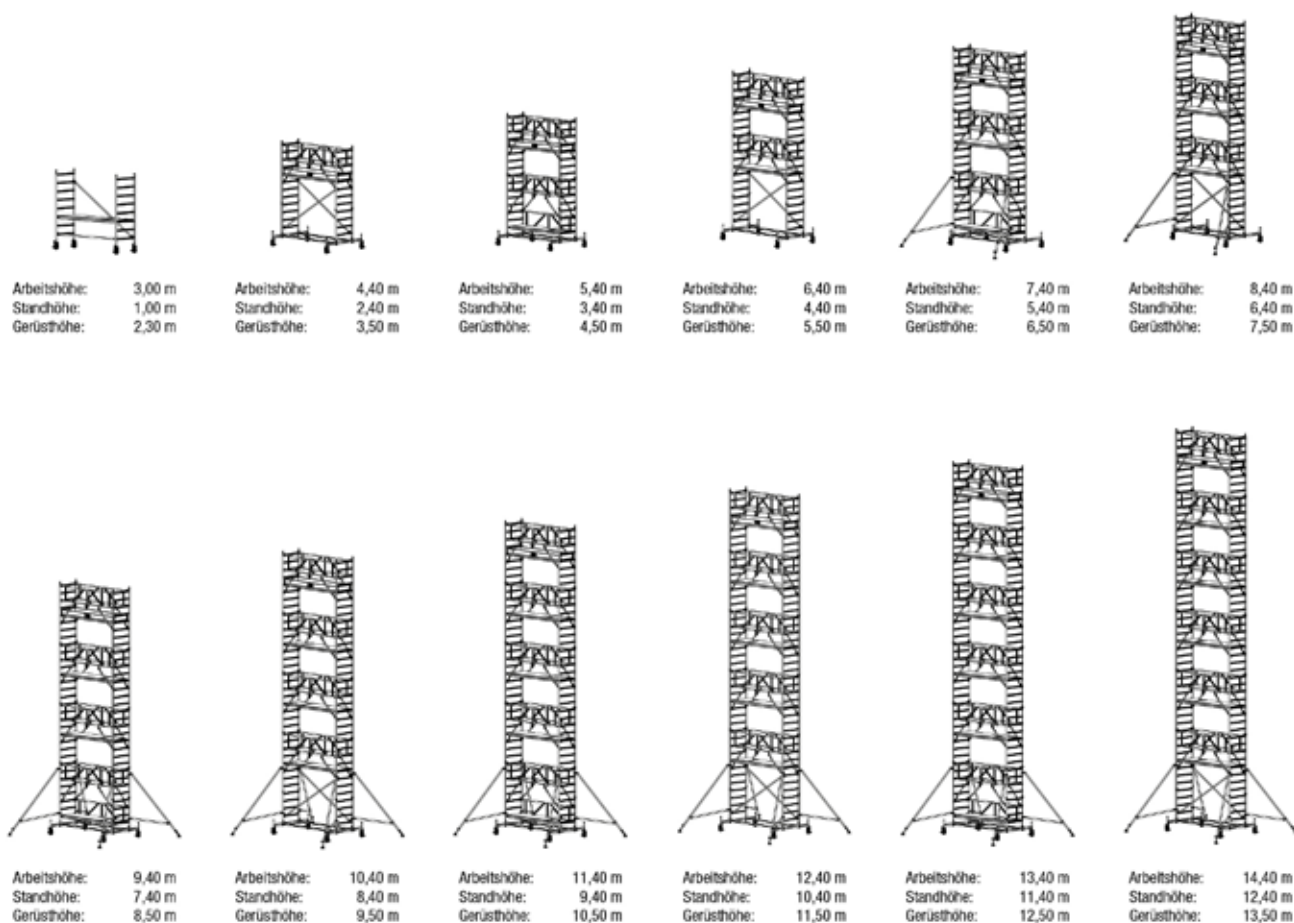 Arbeitshöhe: 3,00 m
Standhöhe: 1,00 m
Gerüsthöhe: 2,30 m
Arbeitshöhe: 4,40 m
Standhöhe: 2,40 m
Gerüsthöhe: 3,50 m
Arbeitshöhe: 5,40 m
Standhöhe: 3,40 m
Gerüsthöhe: 4,50 m
Arbeitshöhe: 6,40 m
Standhöhe: 4,40 m
Gerüsthöhe: 5,50 m
Arbeitshöhe: 7,40 m
Standhöhe: 5,40 m
Gerüsthöhe: 6,50 m
Arbeitshöhe: 8,40 m
Standhöhe: 6,40 m
Gerüsthöhe: 7,50 m
Arbeitshöhe: 9,40 m
Standhöhe: 7,40 m
Gerüsthöhe: 8,50 m
Arbeitshöhe: 10,40 m
Standhöhe: 8,40 m
Gerüsthöhe: 9,50 m
Arbeitshöhe: 11,40 m
Standhöhe: 9,40 m
Gerüsthöhe: 10,50 m
Arbeitshöhe: 12,40 m
Standhöhe: 10,40 m
Gerüsthöhe: 11,50 m
Arbeitshöhe: 13,40 m
Standhöhe: 11,40 m
Gerüsthöhe: 12,50 m
Arbeitshöhe: 14,40 m
Standhöhe: 12,40 m
Gerüsthöhe: 13,50 m